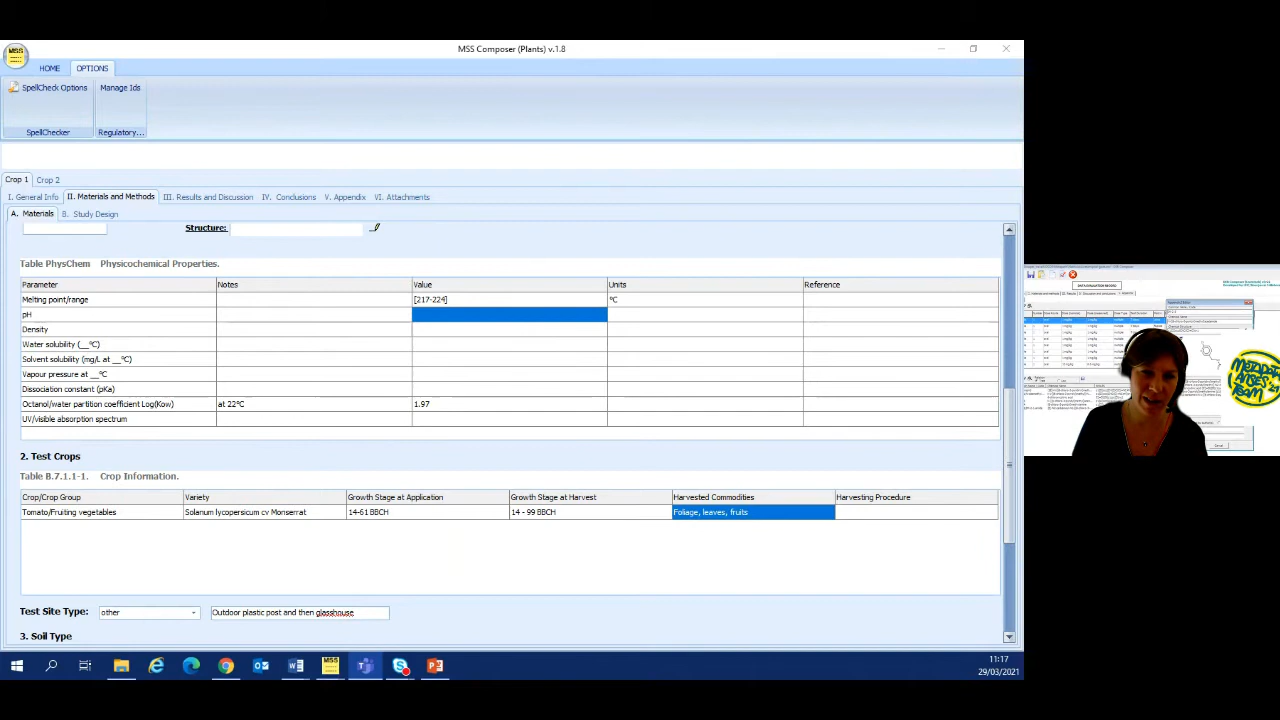 MSS Composer (Plants) v.1.8
MSS
HOME OPTIONS
SpellCheck Options Manage Ids
SpellChecker Regulatory...
Crop 1 Crop 2
I. General Info II. Materials and Methods III. Results and Discussion IV. Conclusions V. Appendix VI. Attachments
A. Materials B. Study Design
Structure:
Table PhysChem Physicochemical Properties.
Parameter Notes Value Units Reference
Melting point/range [217-224] °C
pH
Density
Water solubility (__°C)
Solvent solubility (mg/L at __°C)
Vapour pressure at __°C
Dissociation constant (pKa)
Octanol/water partition coefficient Log(Kow) at 22°C
UV/visible absorption spectrum
2. Test Crops
Table B.7.1.1-1. Crop Information.
Crop/Crop Group Variety Growth Stage at Application Growth Stage at Harvest Harvested Commodities Harvesting Procedure
Tomato/Fruiting vegetables Solanum lycopersicum cv Monserrat 14-61 BBCH 14 - 99 BBCH Foliage, leaves, fruits
Test Site Type: other Outdoor plastic post and then glasshouse
3. Soil Type
MSS
11:17
29/03/2021
DATA EVALUATION RECORD
TEAM